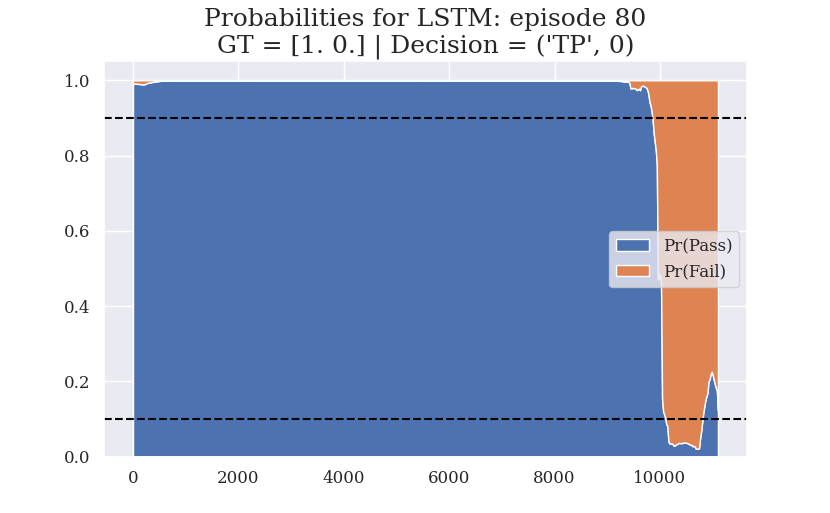 Probabilities for LSTM: episode 80
GT = [1. 0.] | Decision = ('TP', 0)
1.0
0.8
0.6
0.4
0.2
0.0
Pr(Pass)
Pr(Fail)
0 2000 4000 6000 8000 10000